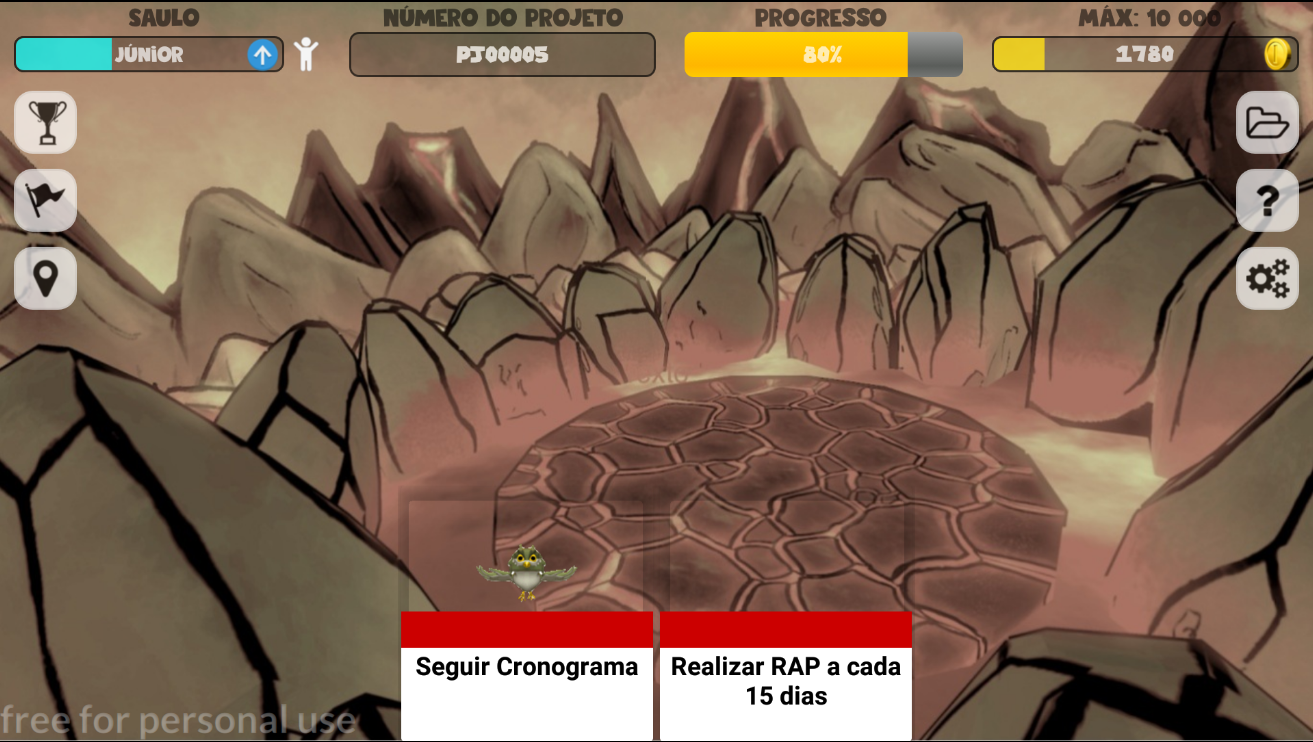 SAULO
NÚMERO DO PROJETO
PROGRESSO
MÁX: 10 000
JÚNIOR
PJ00005
80%
1780
?
Seguir Cronograma
Realizar RAP a cada
15 dias
free for personal use